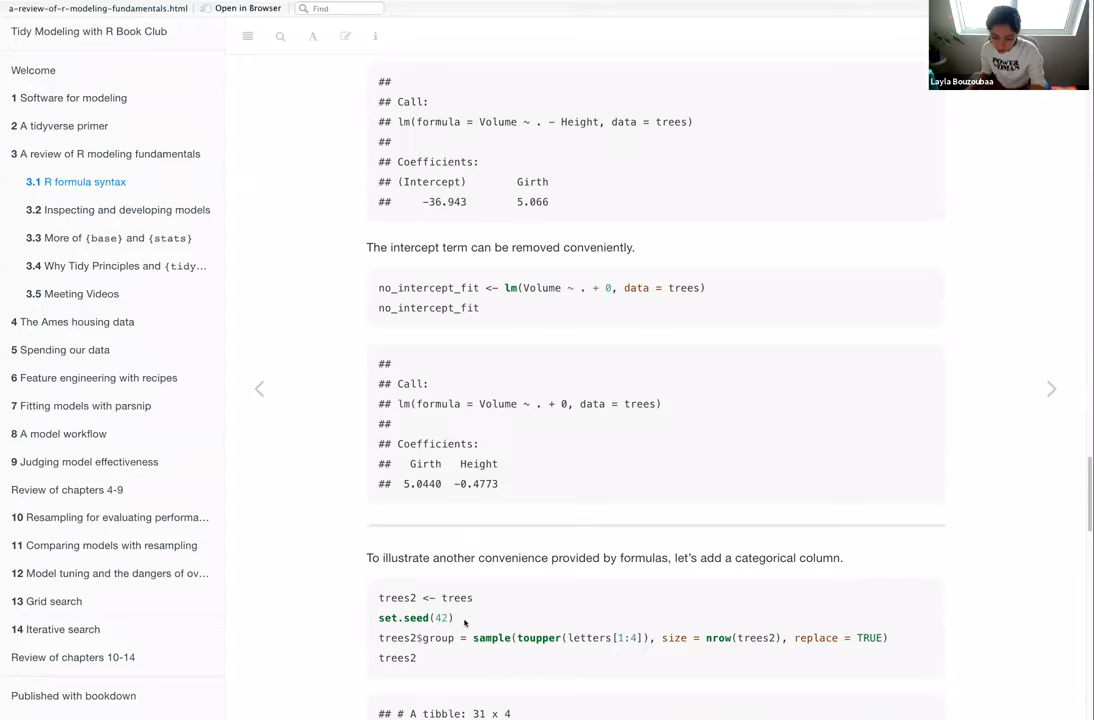 a-review-of-r-modeling-fundamentals.html
Open in Browser
Find
Tidy Modeling with R Book Club
Welcome
1 Software for modeling
2 A tidyverse primer
3 A review of R modeling fundamentals
3.1 R formula syntax
3.2 Inspecting and developing models
3.3 More of {base} and {stats}
3.4 Why Tidy Principles and {tidy...
3.5 Meeting Videos
4 The Ames housing data
5 Spending our data
6 Feature engineering with recipes
7 Fitting models with parsnip
8 A model workflow
9 Judging model effectiveness
Review of chapters 4-9
10 Resampling for evaluating performa...
11 Comparing models with resampling
12 Model tuning and the dangers of ov...
13 Grid search
14 Iterative search
Review of chapters 10-14
Published with bookdown
A
i
##
## Call:
## lm(formula = Volume ~ . - Height, data = trees)
##
## Coefficients:
## (Intercept) Girth
## -36.943 5.066
The intercept term can be removed conveniently.
no_intercept_fit <- lm(Volume ~ . + 0, data = trees)
no_intercept_fit
##
## Call:
## lm(formula = Volume ~ . + 0, data = trees)
##
## Coefficients:
## Girth Height
## 5.0440 -0.4773
To illustrate another convenience provided by formulas, let's add a categorical column.
trees2 <- trees
set.seed(42)
trees2$group = sample(toupper(letters[1:4]), size = nrow(trees2), replace = TRUE)
trees2
## # A tibble: 31 x 4
POWER
WOMAN
Layla Bouzoubaa